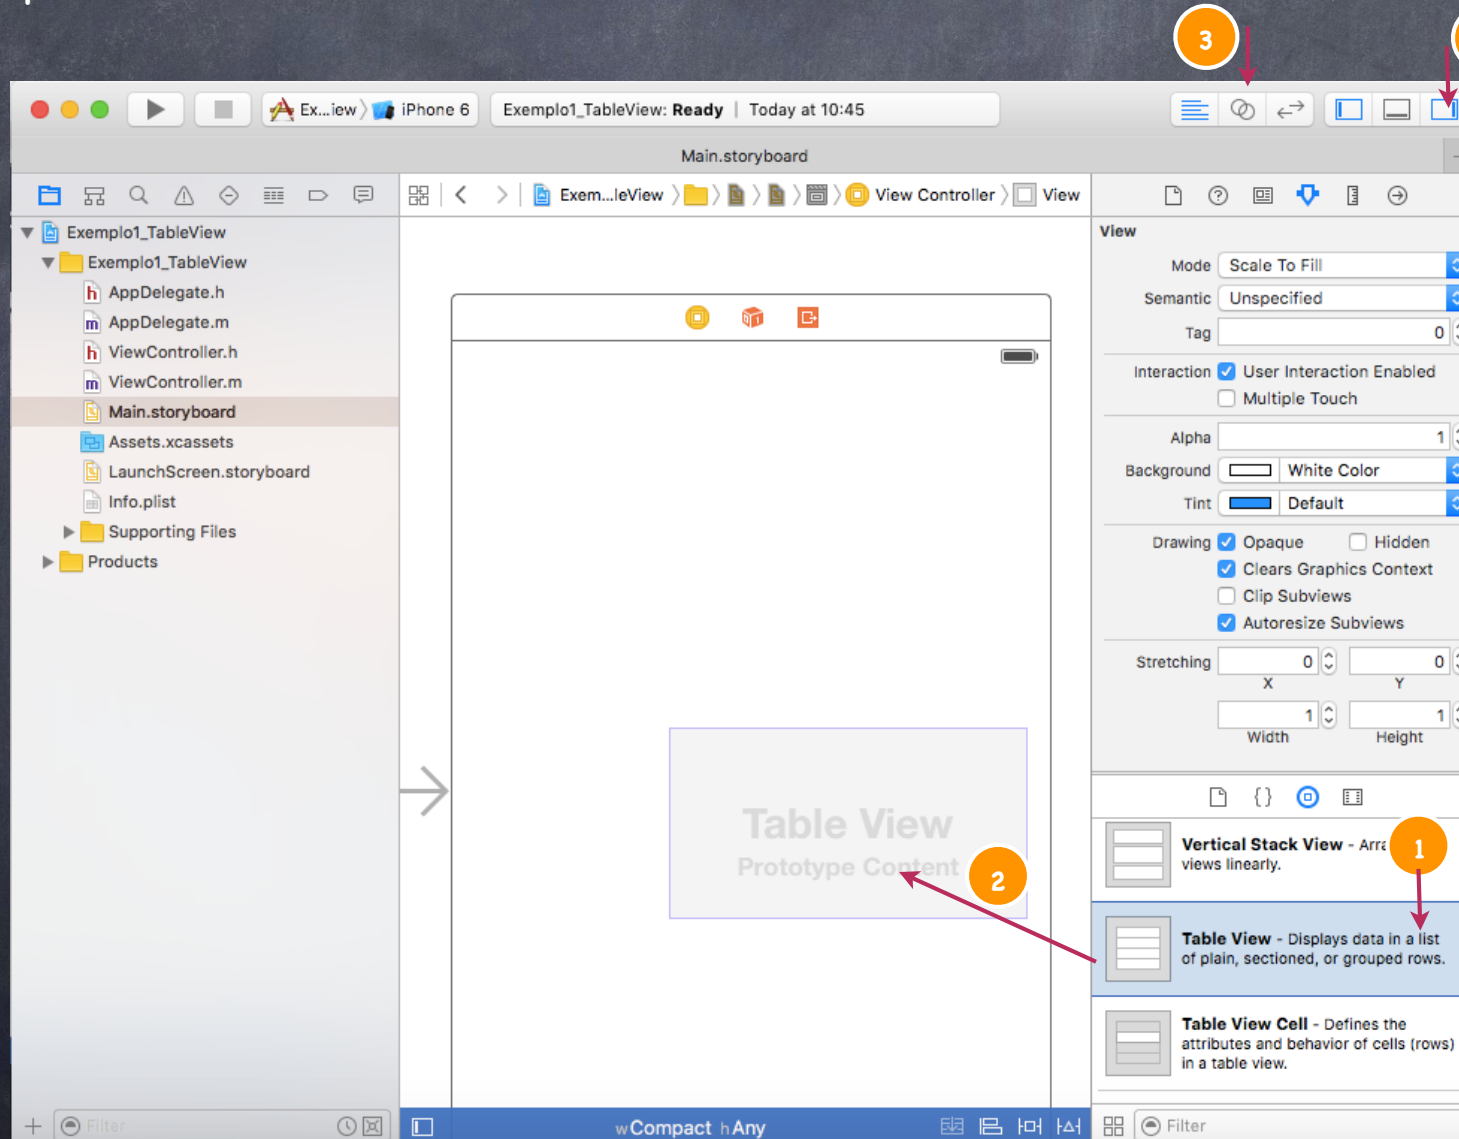 3
Ex...iew
iPhone 6
Exemplo1_TableView: Ready | Today at 10:45
Main.storyboard
Exem...leView
View Controller
View
Exemplo1_TableView
Exemplo1_TableView
AppDelegate.h
AppDelegate.m
ViewController.h
ViewController.m
Main.storyboard
Assets.xcassets
LaunchScreen.storyboard
Info.plist
Supporting Files
Products
Filter
Table View
Prototype Content
2
wCompact hAny
View
Mode Scale To Fill
Semantic Unspecified
Tag 0
Interaction User Interaction Enabled
Multiple Touch
Alpha 1
Background White Color
Tint Default
Drawing Opaque Hidden
Clears Graphics Context
Clip Subviews
Autoresize Subviews
Stretching 0 0
X Y
1 1
Width Height
1
Vertical Stack View -
views linearly.
Table View - Displays data in a list
of plain, sectioned, or grouped rows.
Table View Cell - Defines the
attributes and behavior of cells (rows)
in a table view.
Filter